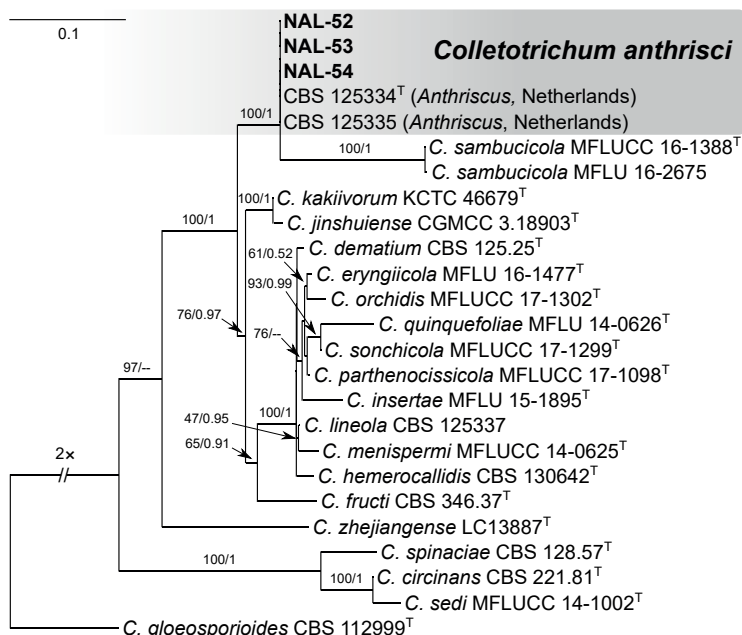 0.1
NAL-52
NAL-53
NAL-54
Colletotrichum anthrisci
CBS 125334ᵀ (Anthriscus, Netherlands)
CBS 125335 (Anthriscus, Netherlands)
100/1
100/1
C. sambucicola MFLUCC 16-1388ᵀ
C. sambucicola MFLU 16-2675
100/1
C. kakiivorum KCTC 46679ᵀ
C. jinshuiense CGMCC 3.18903ᵀ
100/1
C. dematium CBS 125.25ᵀ
61/0.52
C. eryngiicola MFLU 16-1477ᵀ
93/0.99
C. orchidis MFLUCC 17-1302ᵀ
76/0.97
C. quinquefoliae MFLU 14-0626ᵀ
76/--
C. sonchicola MFLUCC 17-1299ᵀ
97/--
C. parthenocissicola MFLUCC 17-1098ᵀ
C. insertae MFLU 15-1895ᵀ
47/0.95
100/1
C. lineola CBS 125337
65/0.91
C. menispermi MFLUCC 14-0625ᵀ
2×
C. hemerocallidis CBS 130642ᵀ
C. fructi CBS 346.37ᵀ
C. zhejiangense LC13887ᵀ
100/1
C. spinaciae CBS 128.57ᵀ
100/1
C. circinans CBS 221.81ᵀ
C. sedi MFLUCC 14-1002ᵀ
C. gloeosporioides CBS 112999ᵀ